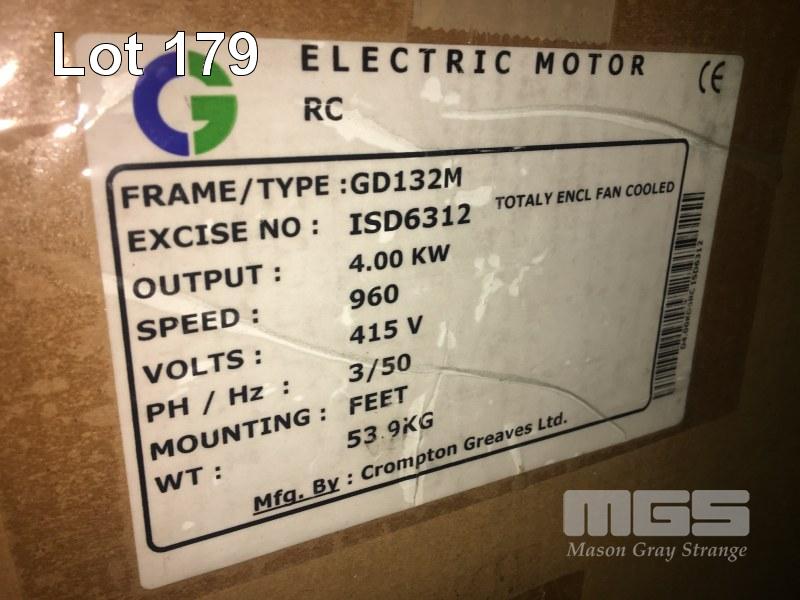 Lot 179
ELECTRIC MOTOR
CE
RC
FRAME/TYPE : GD132M
TOTALY ENCL FAN COOLED
EXCISE NO : ISD6312
OUTPUT : 4.00 KW
SPEED : 960
VOLTS : 415 V
PH / Hz : 3/50
MOUNTING : FEET
WT : 53.9KG
Mfg. By : Crompton Greaves Ltd.
MGS
Mason Gray Strange